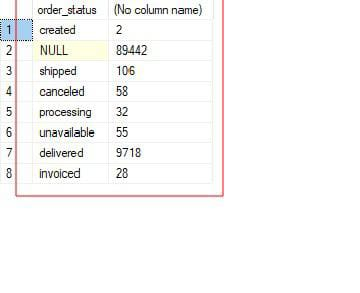 order_status (No column name)
1 created 2
2 NULL 89442
3 shipped 106
4 canceled 58
5 processing 32
6 unavailable 55
7 delivered 9718
8 invoiced 28